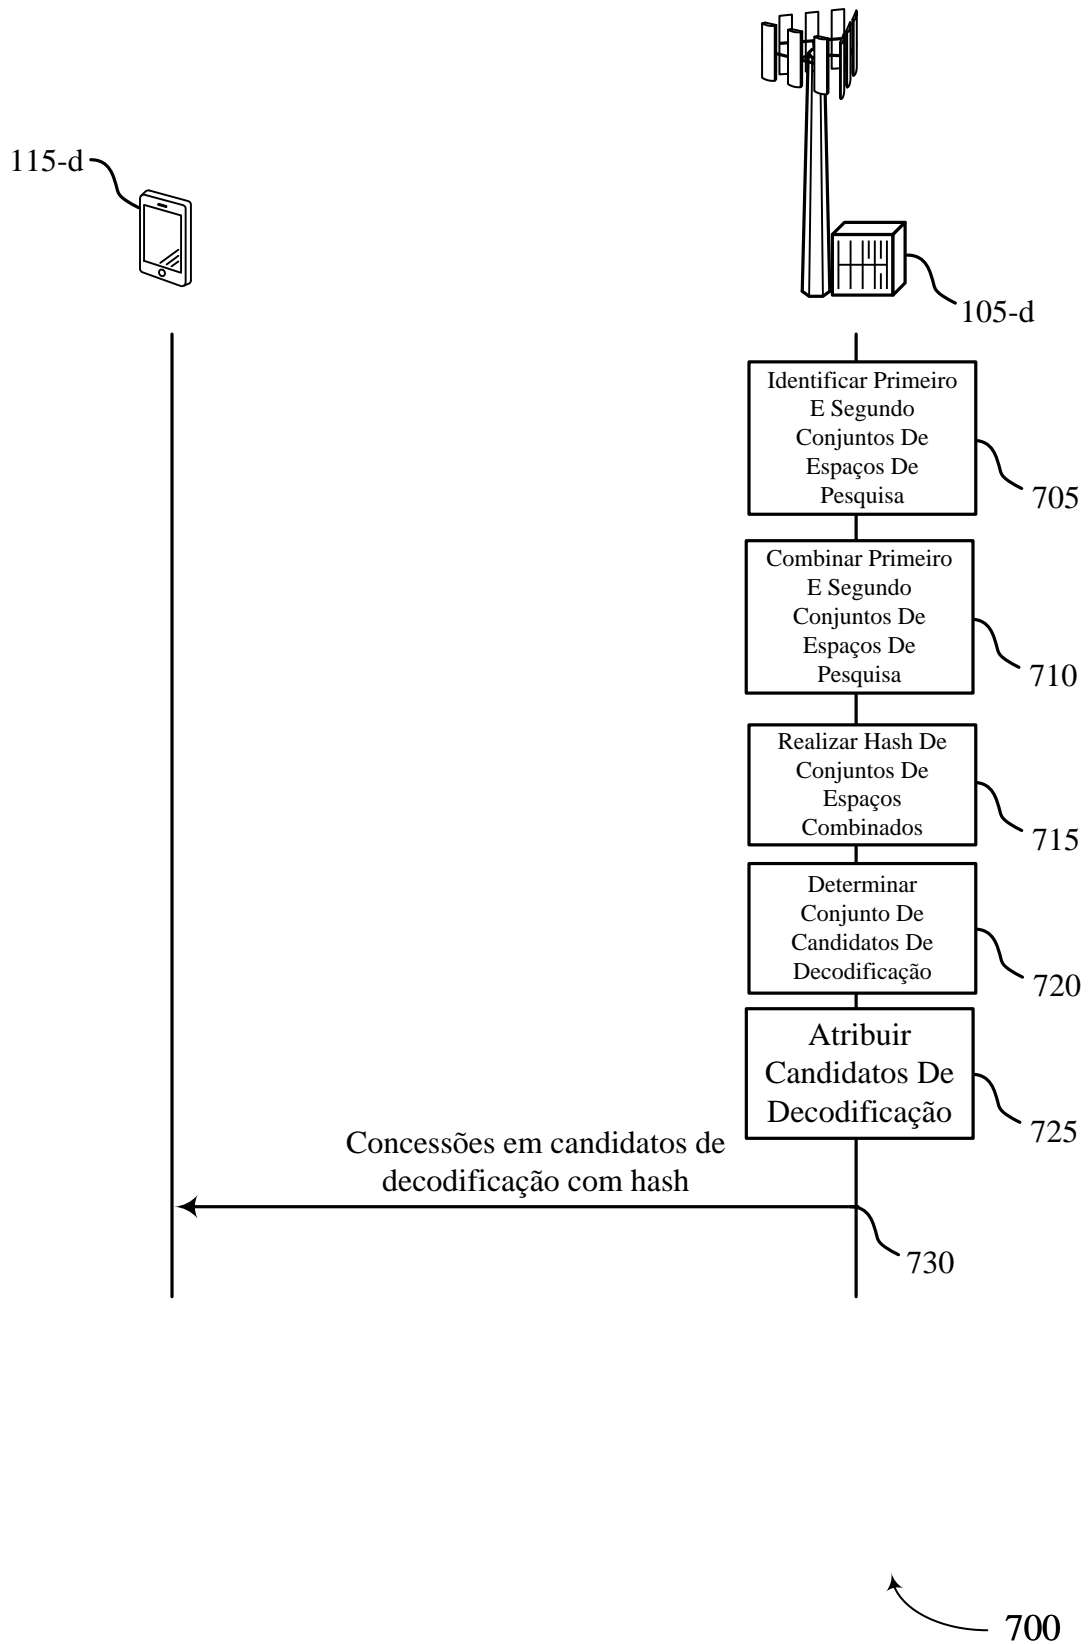 115-d
105-d
Identificar Primeiro
E Segundo
Conjuntos De
Espaços De
Pesquisa
705
Combinar Primeiro
E Segundo
Conjuntos De
Espaços De
Pesquisa
710
Realizar Hash De
Conjuntos De
Espaços
Combinados
715
Determinar
Conjunto De
Candidatos De
Decodificação
720
Atribuir
Candidatos De
Decodificação
725
Concessões em candidatos de
decodificação com hash
730
700